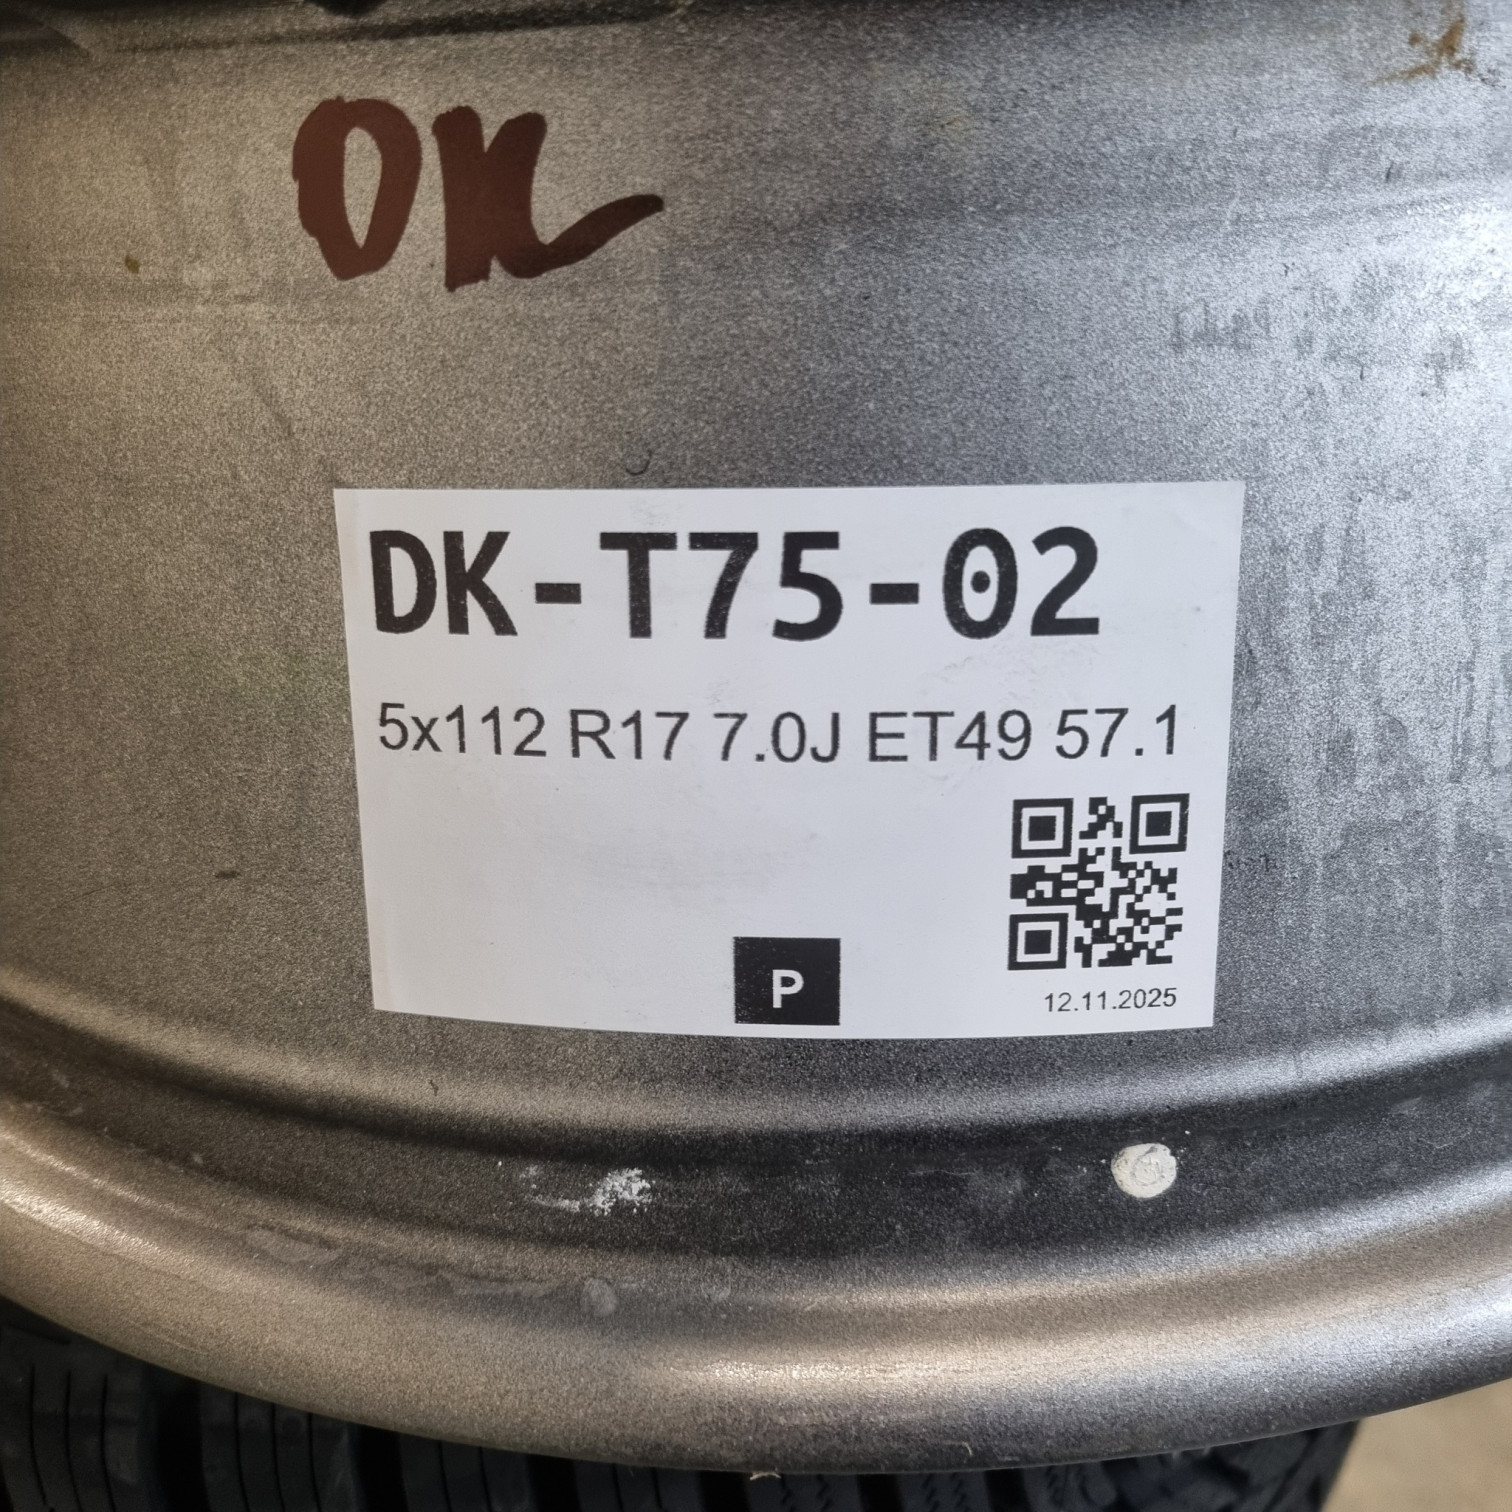 OK
DK-T75-02
5x112 R17 7.0J ET49 57.1
P
12.11.2025